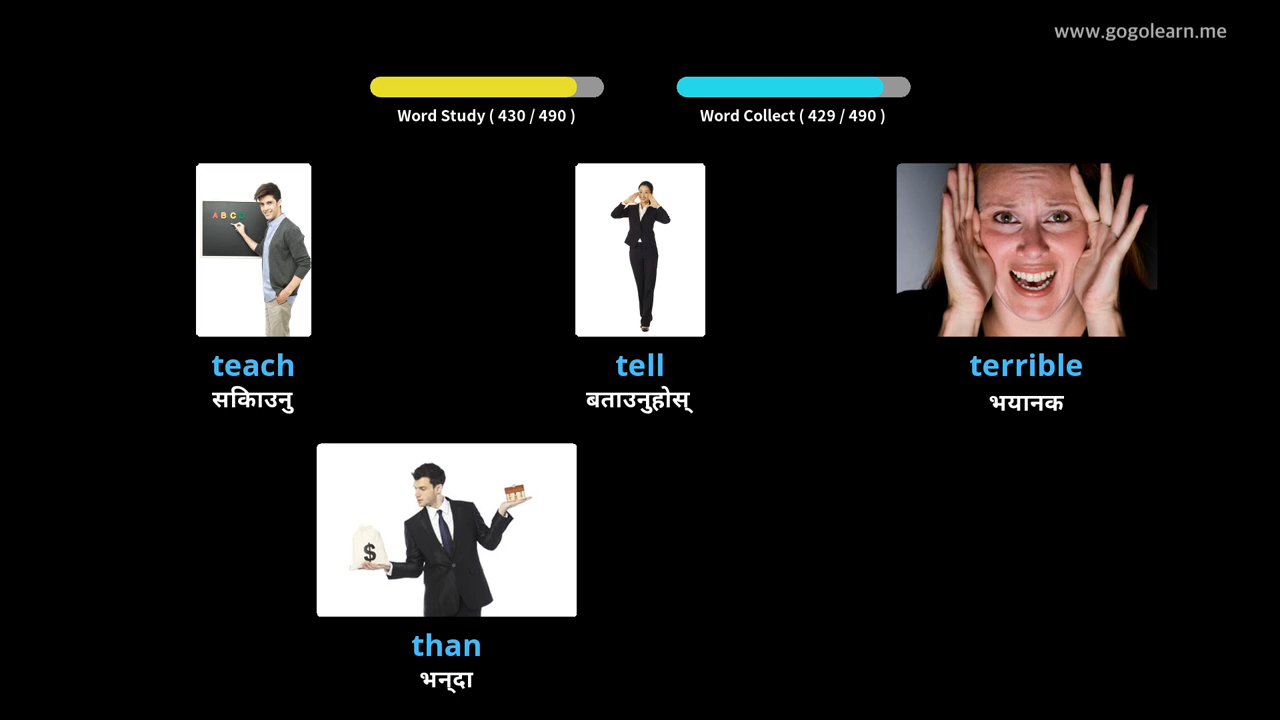 www.gogolearn.me
Word Study ( 430 / 490 )
Word Collect ( 429 / 490 )
A B C D
$
teach
सकिाउनु
tell
बताउनुहोस्
terrible
भयानक
than
भन्दा